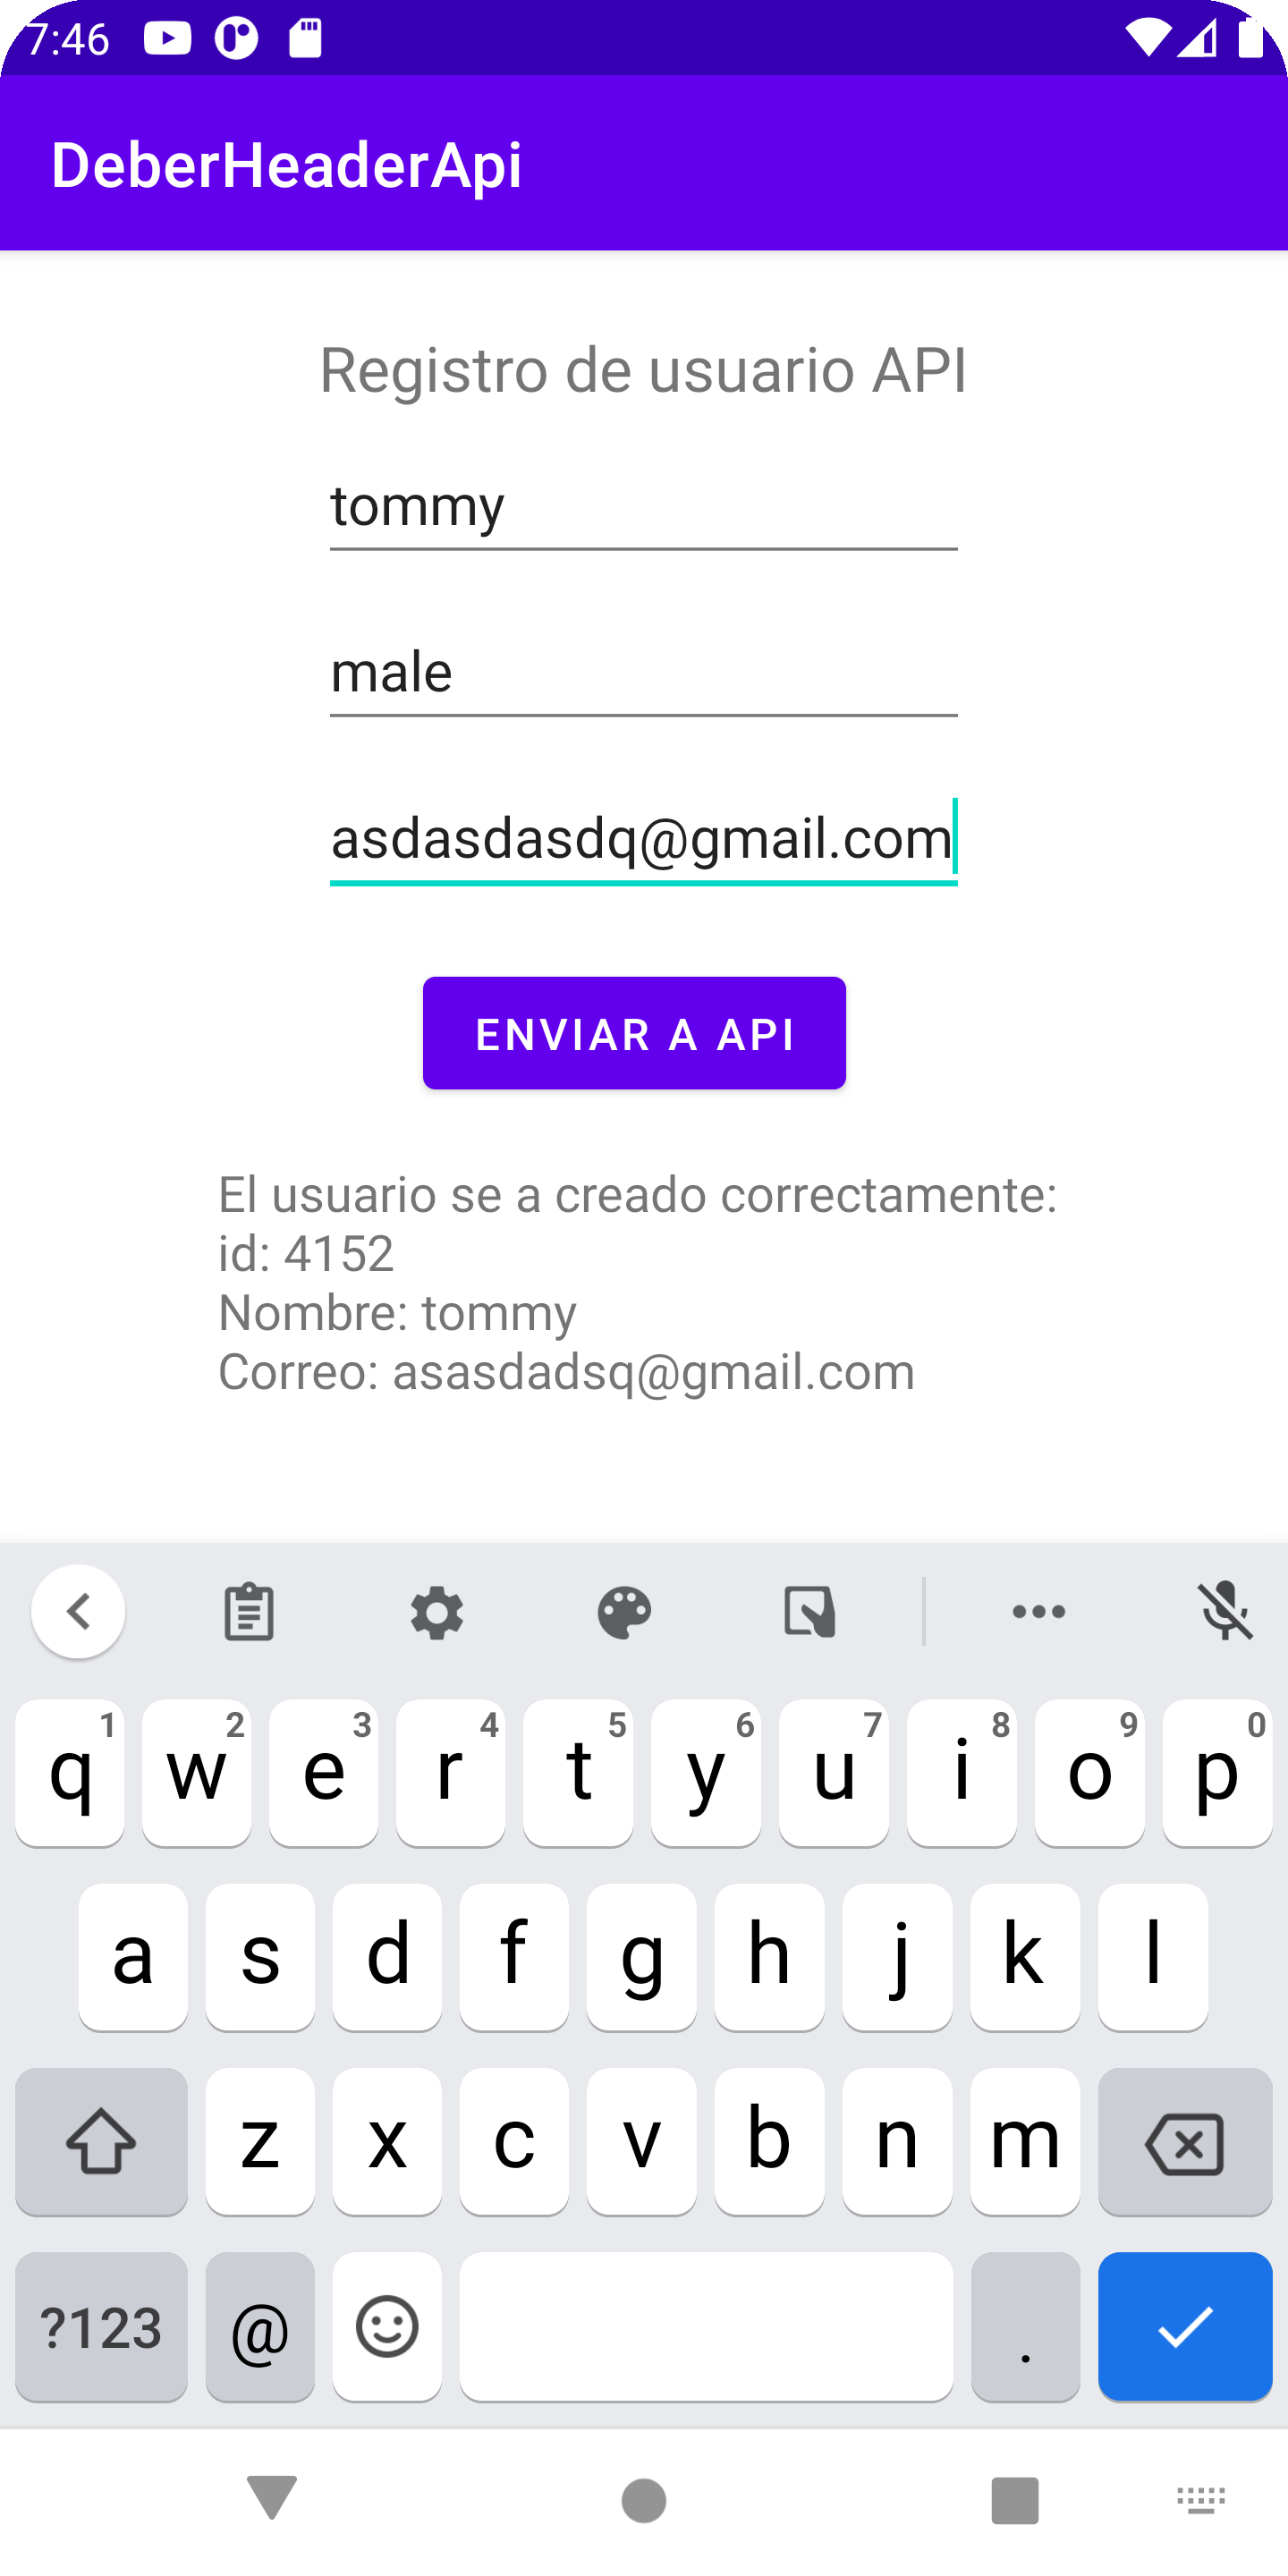 7:46
DeberHeaderApi
Registro de usuario API
tommy
male
asdasdasdq@gmail.com
ENVIAR A API
El usuario se a creado correctamente:
id: 4152
Nombre: tommy
Correo: asasdadsq@gmail.com
q 1 w 2 e 3 r 4 t 5 y 6 u 7 i 8 o 9 p 0
a s d f g h j k l
z x c v b n m
?123 @ .